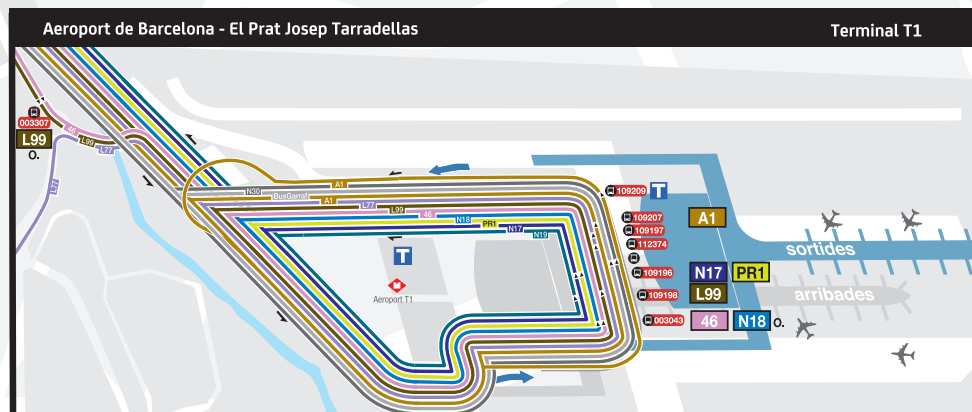 Aeroport de Barcelona - El Prat Josep Tarradellas
Terminal T1
003307
L99
O.
46
L99
L77
L77
N30
A1
BusGarraf
A1
L77
L99
46
N18
PR1
N17
N19
T
Aeroport T1
109209
T
109207
A1
109197
112374
109196
N17
PR1
109198
L99
003043
46
N18
O.
sortides
arribades